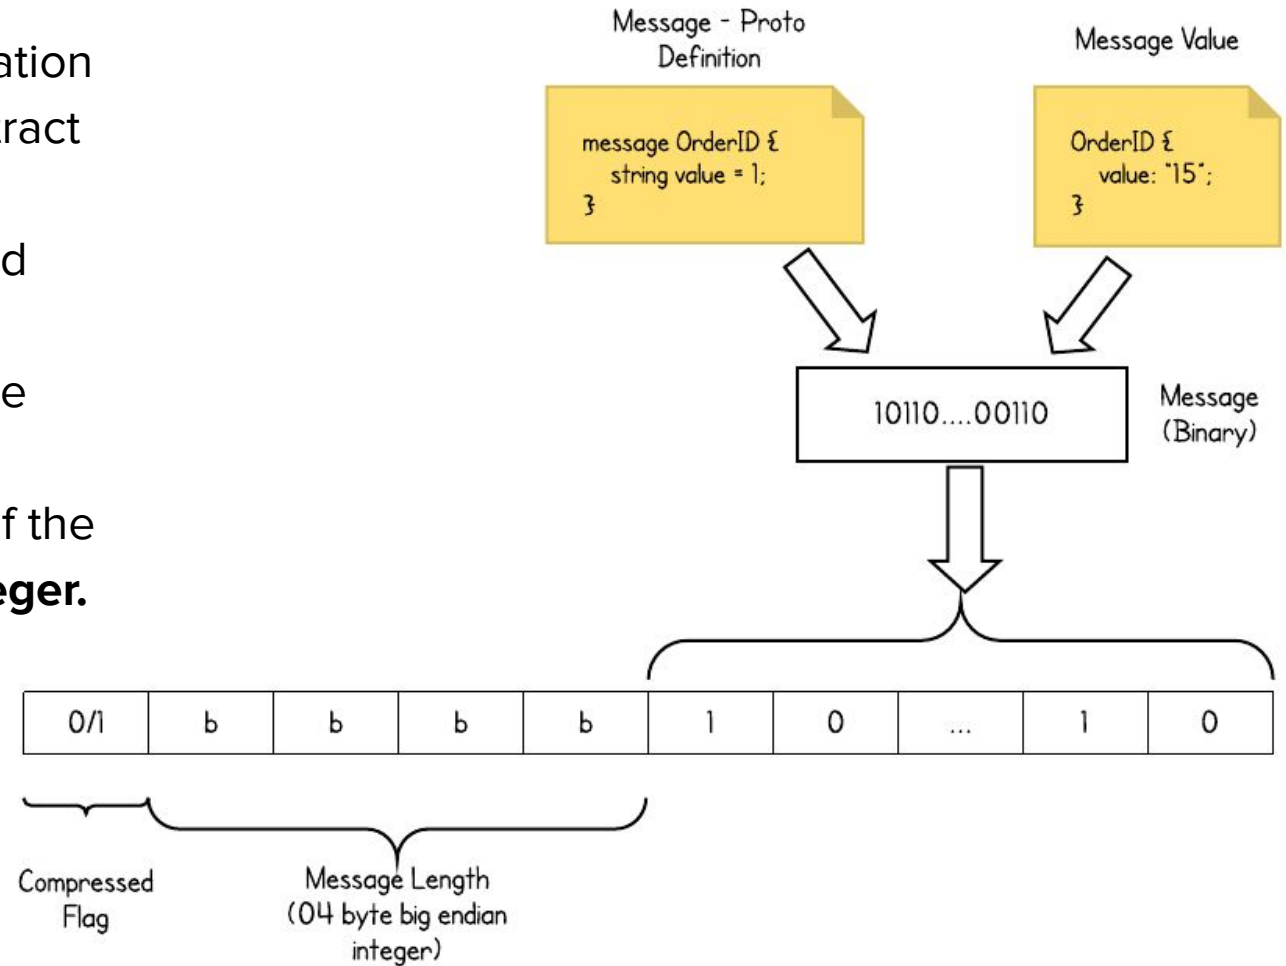 ation
tract
d
e
f the
eger.
Message - Proto
Definition
Message Value
message OrderID {
string value = 1;
}
OrderID {
value: "15";
}
10110....00110
Message
(Binary)
0/1 b b b b 1 0 ... 1 0
Compressed
Flag
Message Length
(04 byte big endian
integer)